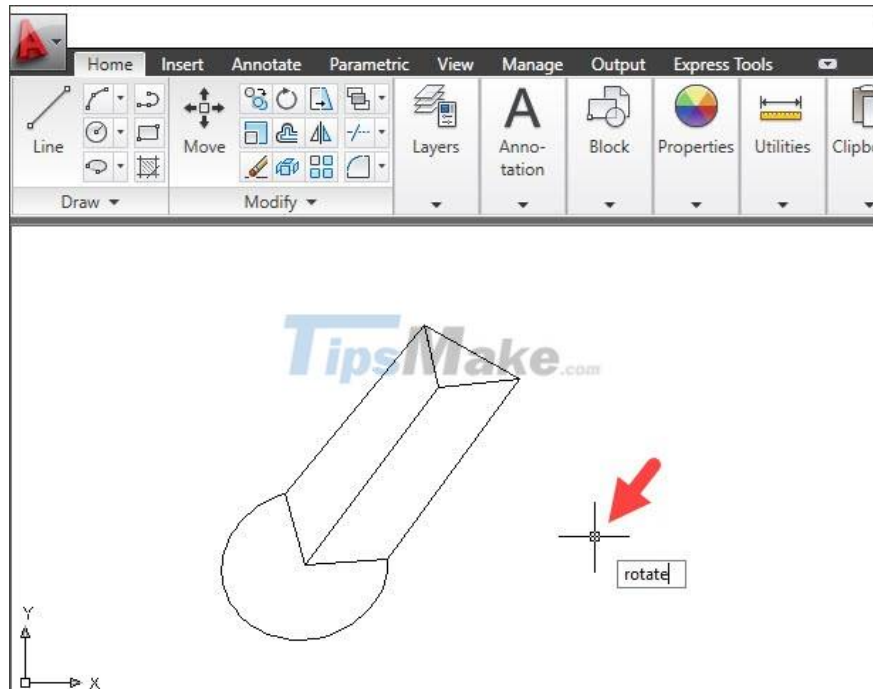 Home Insert Annotate Parametric View Manage Output Express Tools
Line
Move
Layers
Anno-
tation
Block
Properties
Utilities
Clipb
Draw
Modify
TipsMake.com
rotate
Y
X